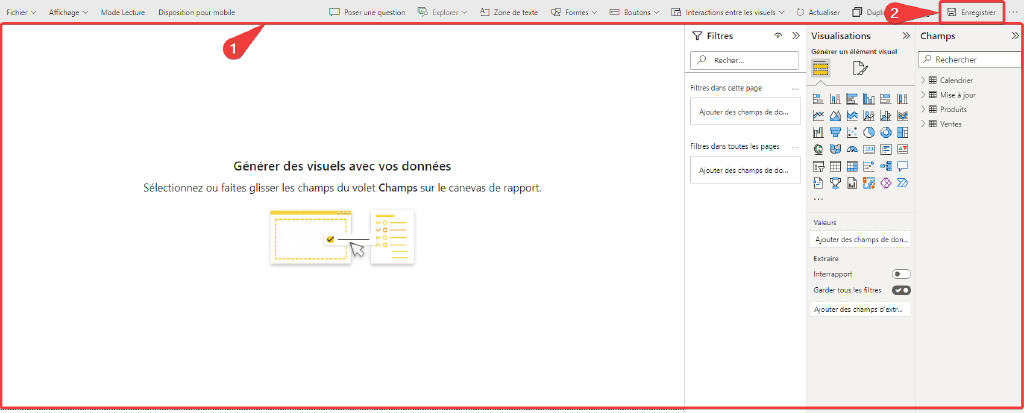 Fichier Affichage Mode Lecture Disposition pour mobile Poser une question Explorer Zone de texte Formes Boutons Interactions entre les visuels Actualiser Dupl 2 Enregistrer ...
1
Générer des visuels avec vos données
Sélectionnez ou faites glisser les champs du volet Champs sur le canevas de rapport.
Filtres
Recher...
Filtres dans cette page ...
Ajouter des champs de do...
Filtres dans toutes les pages ...
Ajouter des champs de do...
Visualisations
Générer un élément visuel
...
Valeurs
Ajouter des champs de don...
Extraire
Interrapport
Garder tous les filtres
Ajouter des champs d'extr...
Champs
Rechercher
Calendrier
Mise à jour
Produits
Ventes